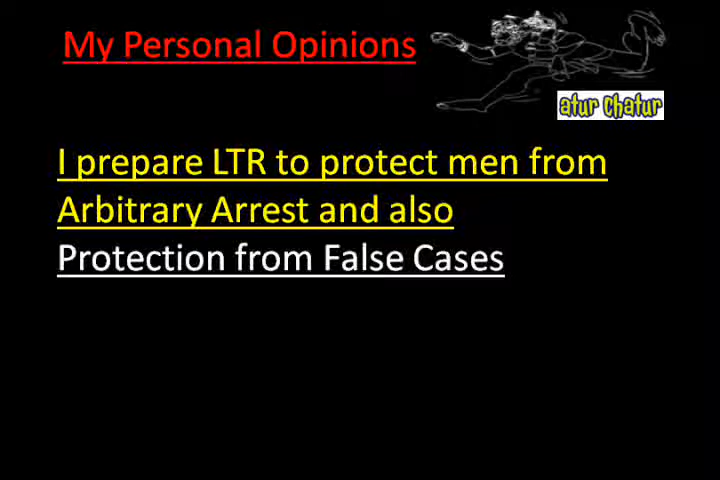 My Personal Opinions
atur chatur
I prepare LTR to protect men from
Arbitrary Arrest and also
Protection from False Cases